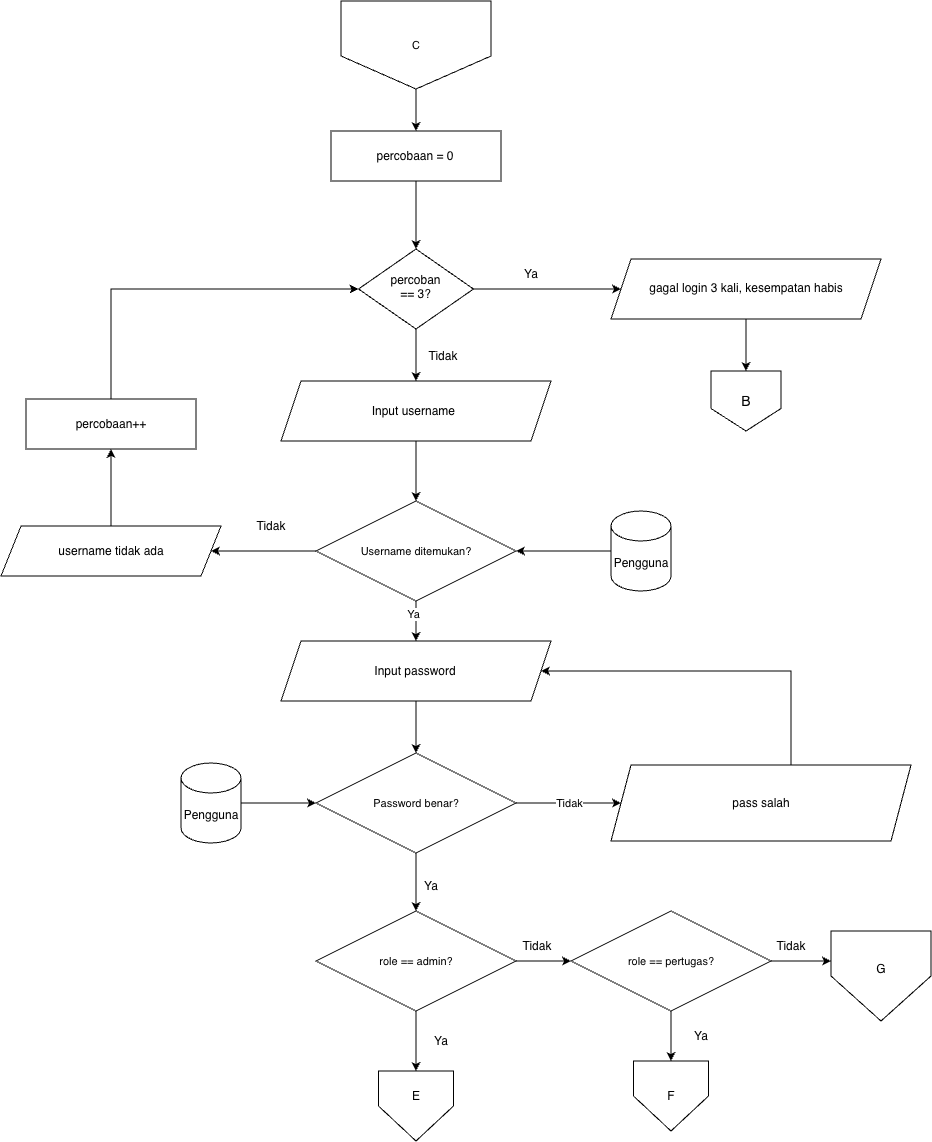 C
percobaan = 0
percoban
== 3?
Ya
gagal login 3 kali, kesempatan habis
Tidak
B
Input username
percobaan++
Tidak
username tidak ada
Username ditemukan?
Pengguna
Ya
Input password
Pengguna
Password benar?
Tidak
pass salah
Ya
role == admin?
Tidak
role == pertugas?
Tidak
G
Ya
Ya
E
F